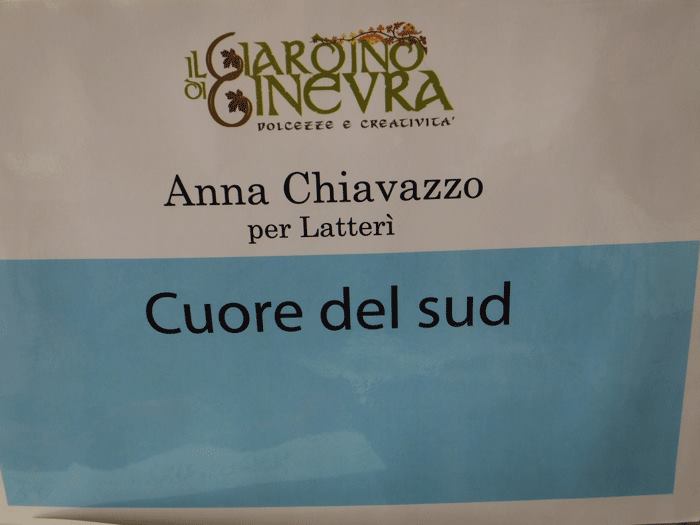 IL GIARDINO
DI GINEVRA
DOLCEZZE E CREATIVITA'
Anna Chiavazzo
per Latterì
Cuore del sud